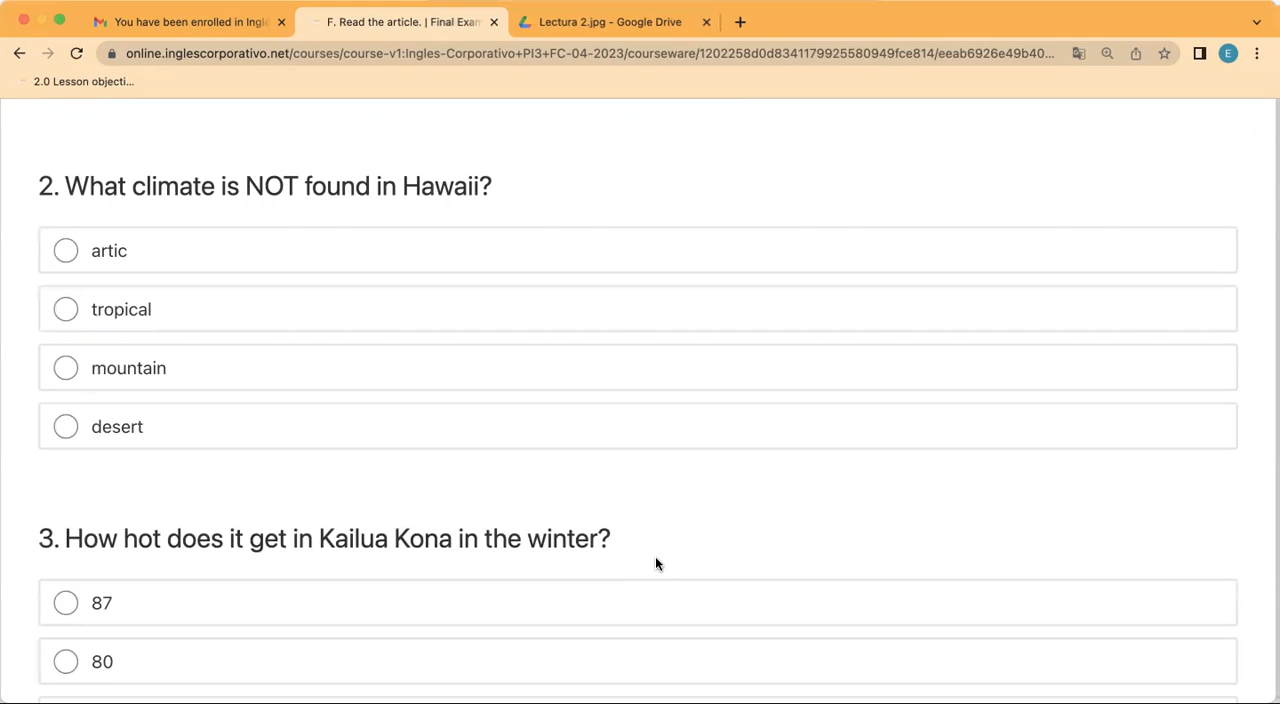 You have been enrolled in Inglé
F. Read the article. | Final Exam
Lectura 2.jpg - Google Drive
online.inglescorporativo.net/courses/course-v1:Ingles-Corporativo+PI3+FC-04-2023/courseware/1202258d0d8341179925580949fce814/eeab6926e49b40...
E
2.0 Lesson objecti...
2. What climate is NOT found in Hawaii?
artic
tropical
mountain
desert
3. How hot does it get in Kailua Kona in the winter?
87
80